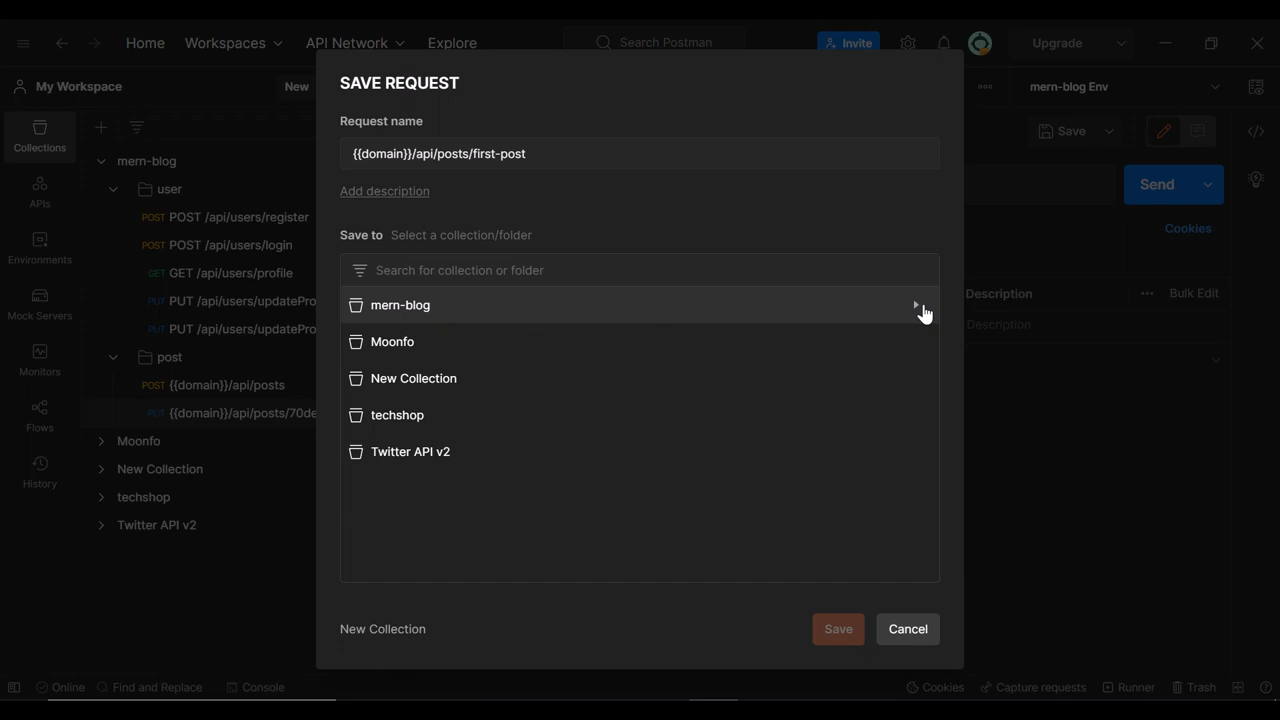 Home Workspaces API Network Explore Search Postman Invite Upgrade
My Workspace New mern-blog Env
SAVE REQUEST
Request name
{{domain}}/api/posts/first-post
Add description
Save to Select a collection/folder
Search for collection or folder
mern-blog
Moonfo
New Collection
techshop
Twitter API v2
New Collection Save Cancel
Collections
APIs
Environments
Mock Servers
Monitors
Flows
History
mern-blog
user
POST POST /api/users/register
POST POST /api/users/login
GET GET /api/users/profile
PUT PUT /api/users/updatePro
PUT PUT /api/users/updatePro
post
POST {{domain}}/api/posts
PUT {{domain}}/api/posts/70de
Moonfo
New Collection
techshop
Twitter API v2
Save
Send
Cookies
Description Bulk Edit
Description
Online Find and Replace Console Cookies Capture requests Runner Trash